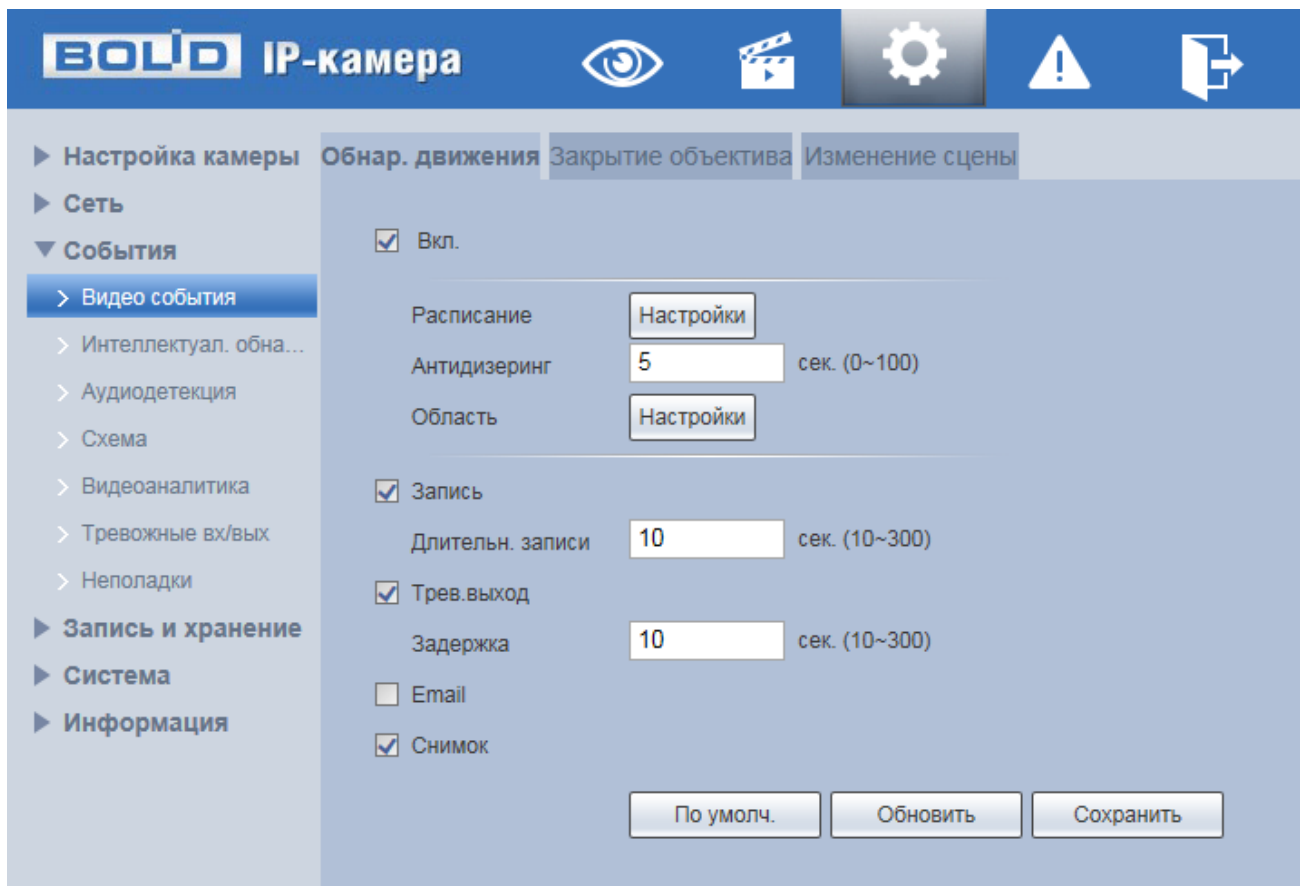 BOLID IP-камера
Настройка камеры
Сеть
События
Видео события
Интеллектуал. обна...
Аудиодетекция
Схема
Видеоаналитика
Тревожные вх/вых
Неполадки
Запись и хранение
Система
Информация
Обнар. движения Закрытие объектива Изменение сцены
Вкл.
Расписание Настройки
Антидизеринг 5 сек. (0~100)
Область Настройки
Запись
Длительн. записи 10 сек. (10~300)
Трев.выход
Задержка 10 сек. (10~300)
Email
Снимок
По умолч. Обновить Сохранить